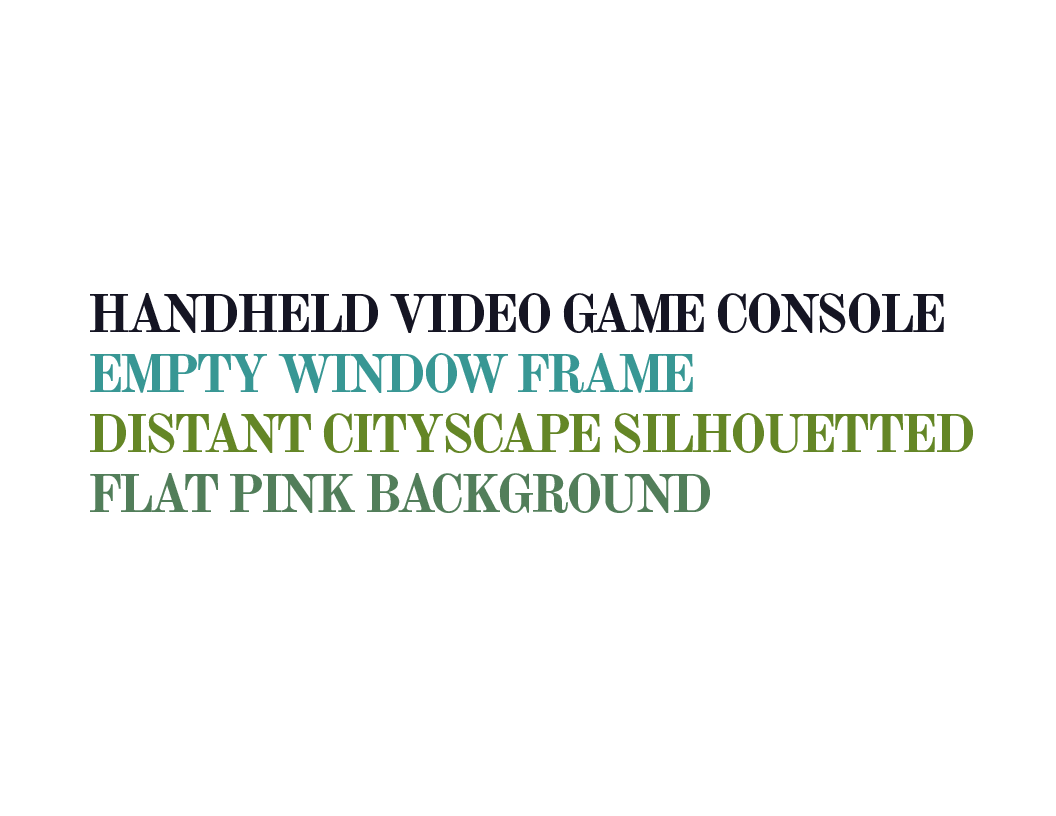 HANDHELD VIDEO GAME CONSOLE
EMPTY WINDOW FRAME
DISTANT CITYSCAPE SILHOUETTED
FLAT PINK BACKGROUND